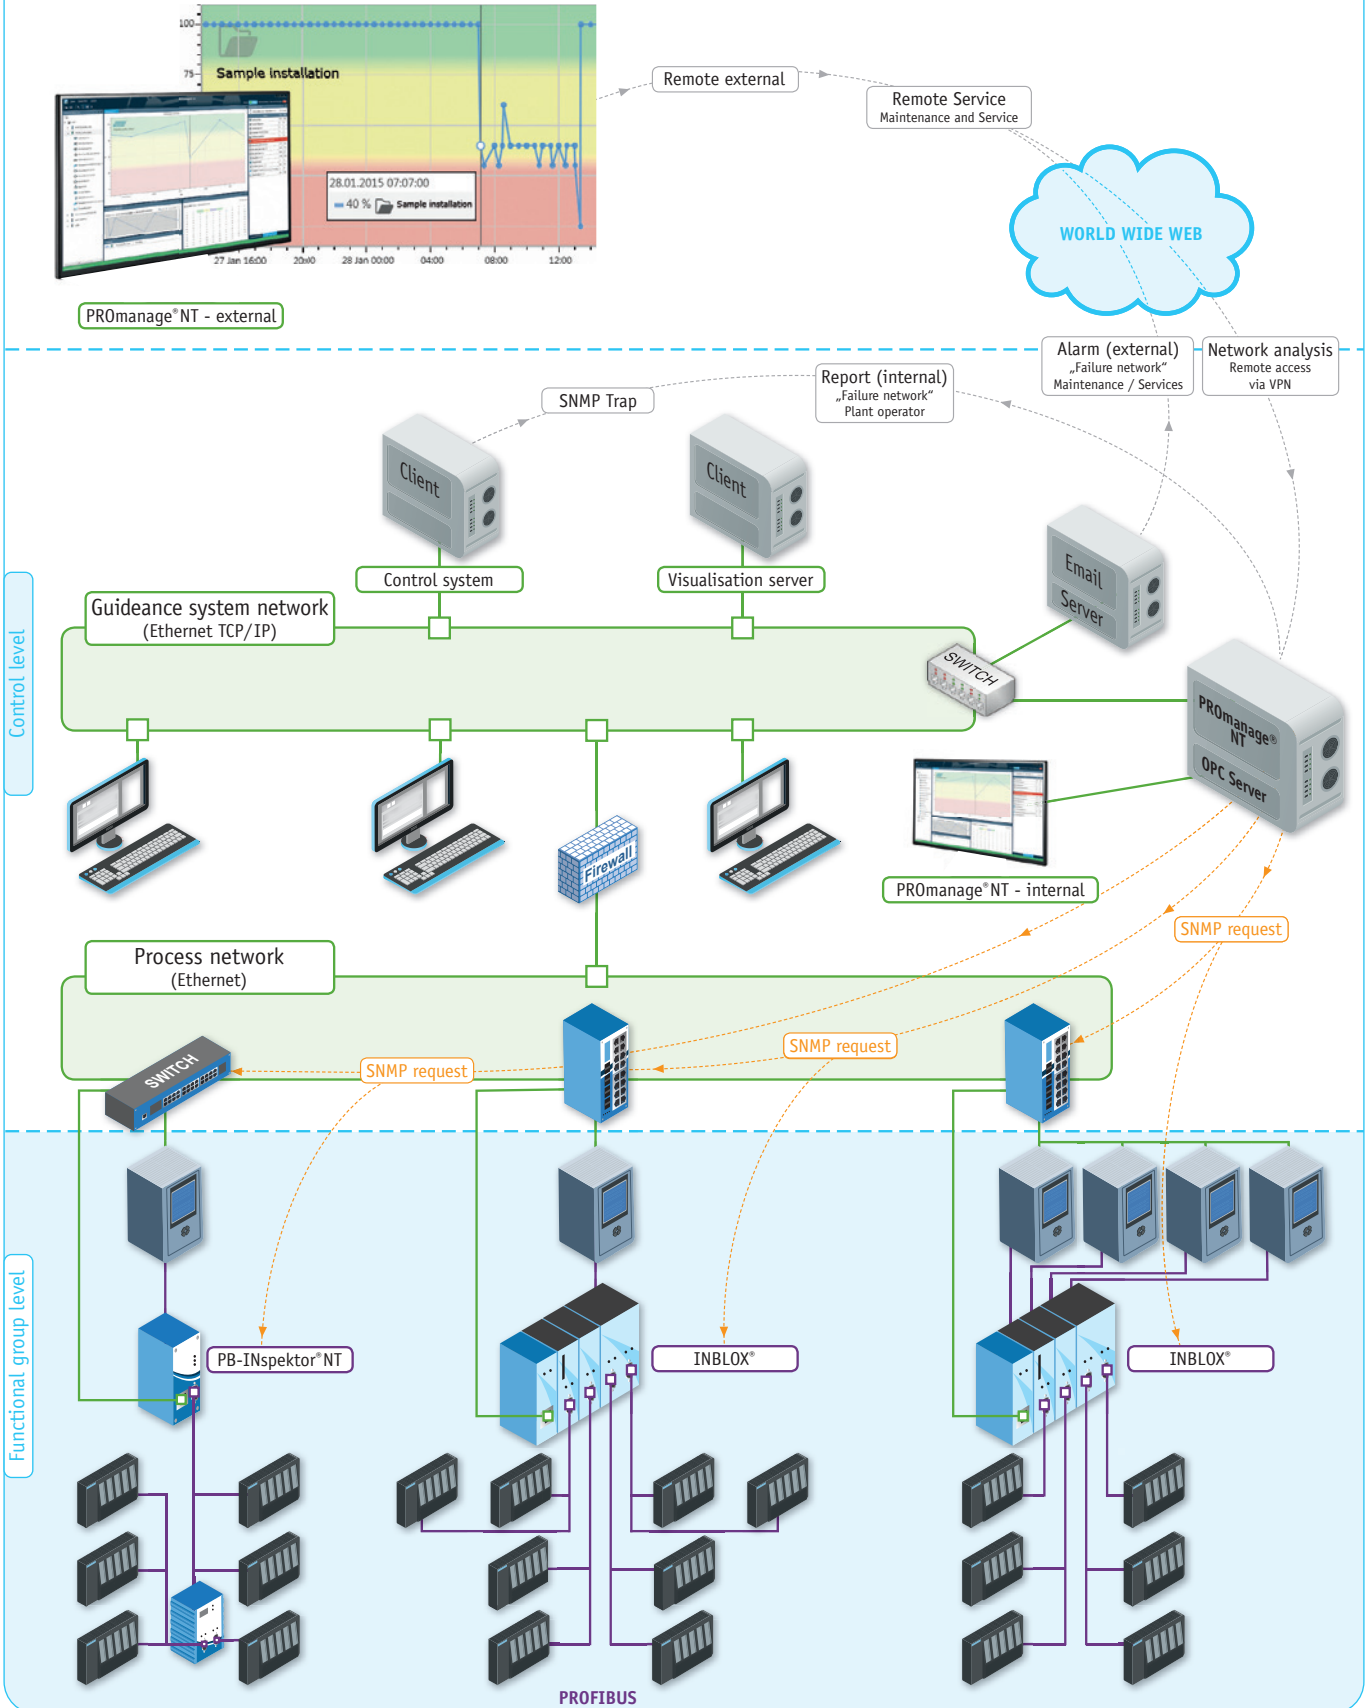 100
75
Sample installation
28.01.2015 07:07:00
40 % Sample installation
27 Jan 16:00
20:00
28 Jan 00:00
04:00
08:00
12:00
PROmanage® NT - external
Remote external
Remote Service
Maintenance and Service
WORLD WIDE WEB
Alarm (external)
„Failure network“
Maintenance / Services
Network analysis
Remote access
via VPN
Report (internal)
„Failure network“
Plant operator
SNMP Trap
Client
Client
Control system
Visualisation server
Email
Server
Guideance system network
(Ethernet TCP/IP)
SWITCH
PROmanage®
NT
OPC Server
Control level
Firewall
PROmanage® NT - internal
SNMP request
Process network
(Ethernet)
SWITCH
SNMP request
SNMP request
Functional group level
PB-INspektor® NT
INBLOX®
INBLOX®
PROFIBUS